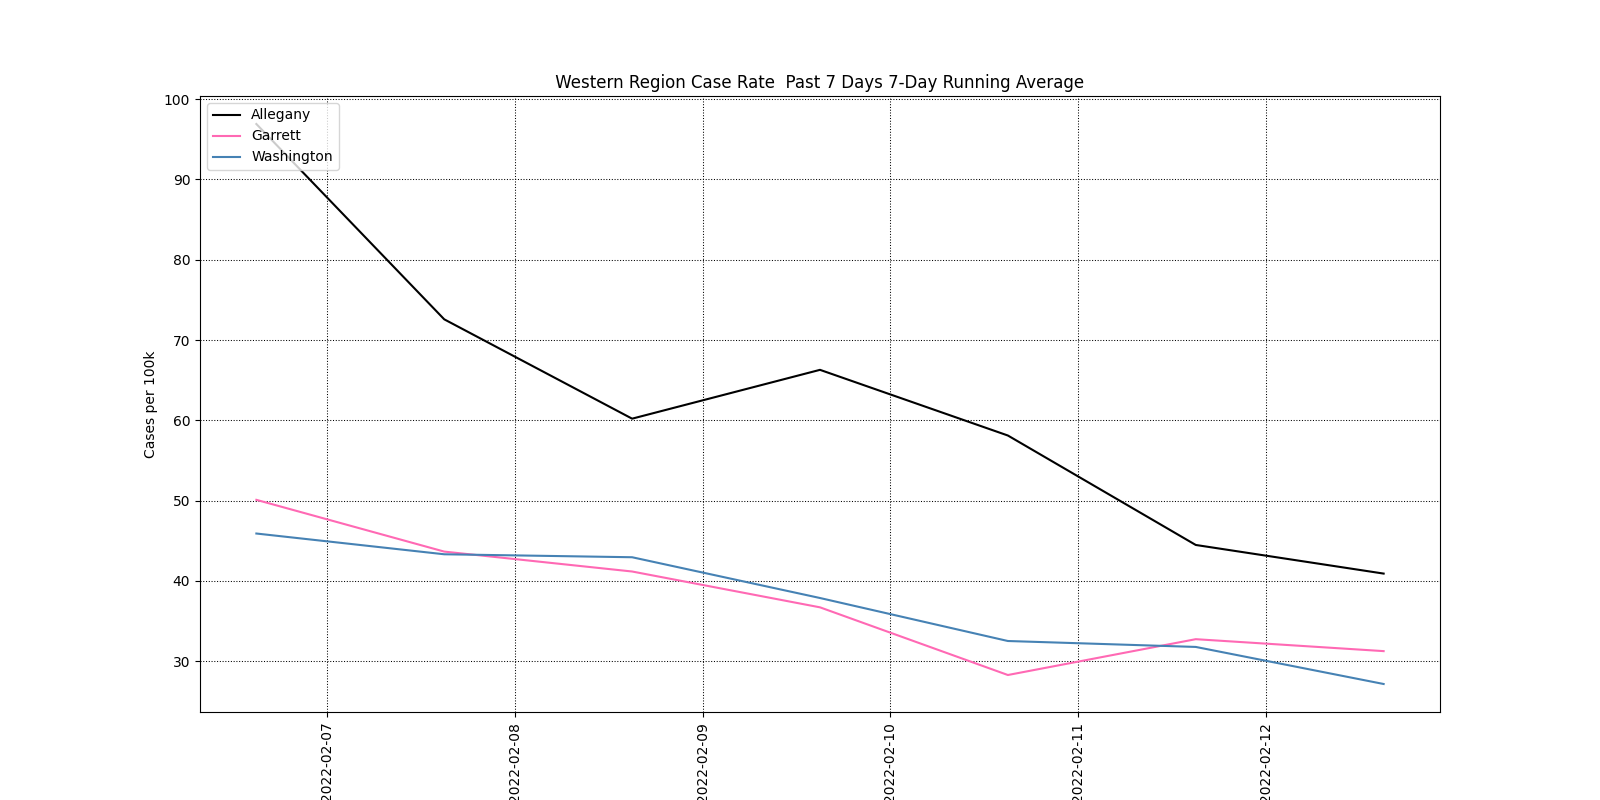 Western Region Case Rate  Past 7 Days 7-Day Running Average
Allegany
Garrett
Washington
100
90
80
70
60
50
40
30
Cases per 100k
2022-02-07
2022-02-08
2022-02-09
2022-02-10
2022-02-11
2022-02-12